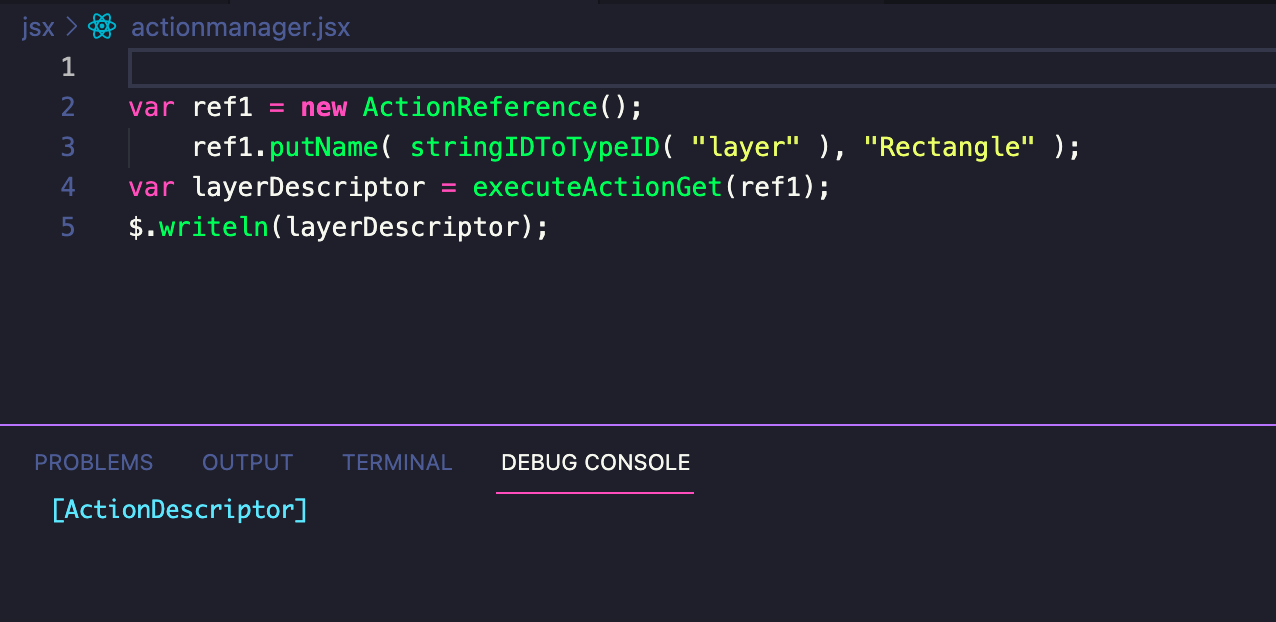 jsx > actionmanager.jsx
1
2 var ref1 = new ActionReference();
3 ref1.putName( stringIDToTypeID( "layer" ), "Rectangle" );
4 var layerDescriptor = executeActionGet(ref1);
5 $.writeln(layerDescriptor);
PROBLEMS OUTPUT TERMINAL DEBUG CONSOLE
[ActionDescriptor]